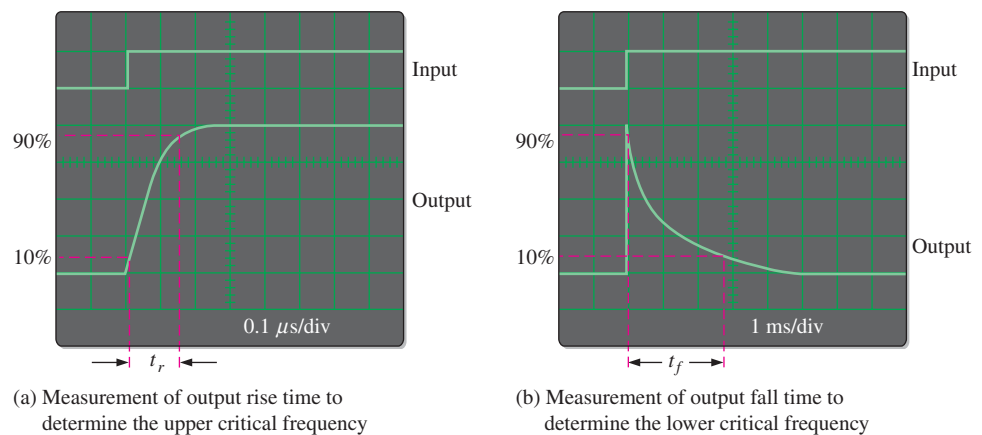 Input
90%
Output
10%
0.1 μs/div
t_r
(a) Measurement of output rise time to
determine the upper critical frequency
Input
90%
Output
10%
1 ms/div
t_f
(b) Measurement of output fall time to
determine the lower critical frequency